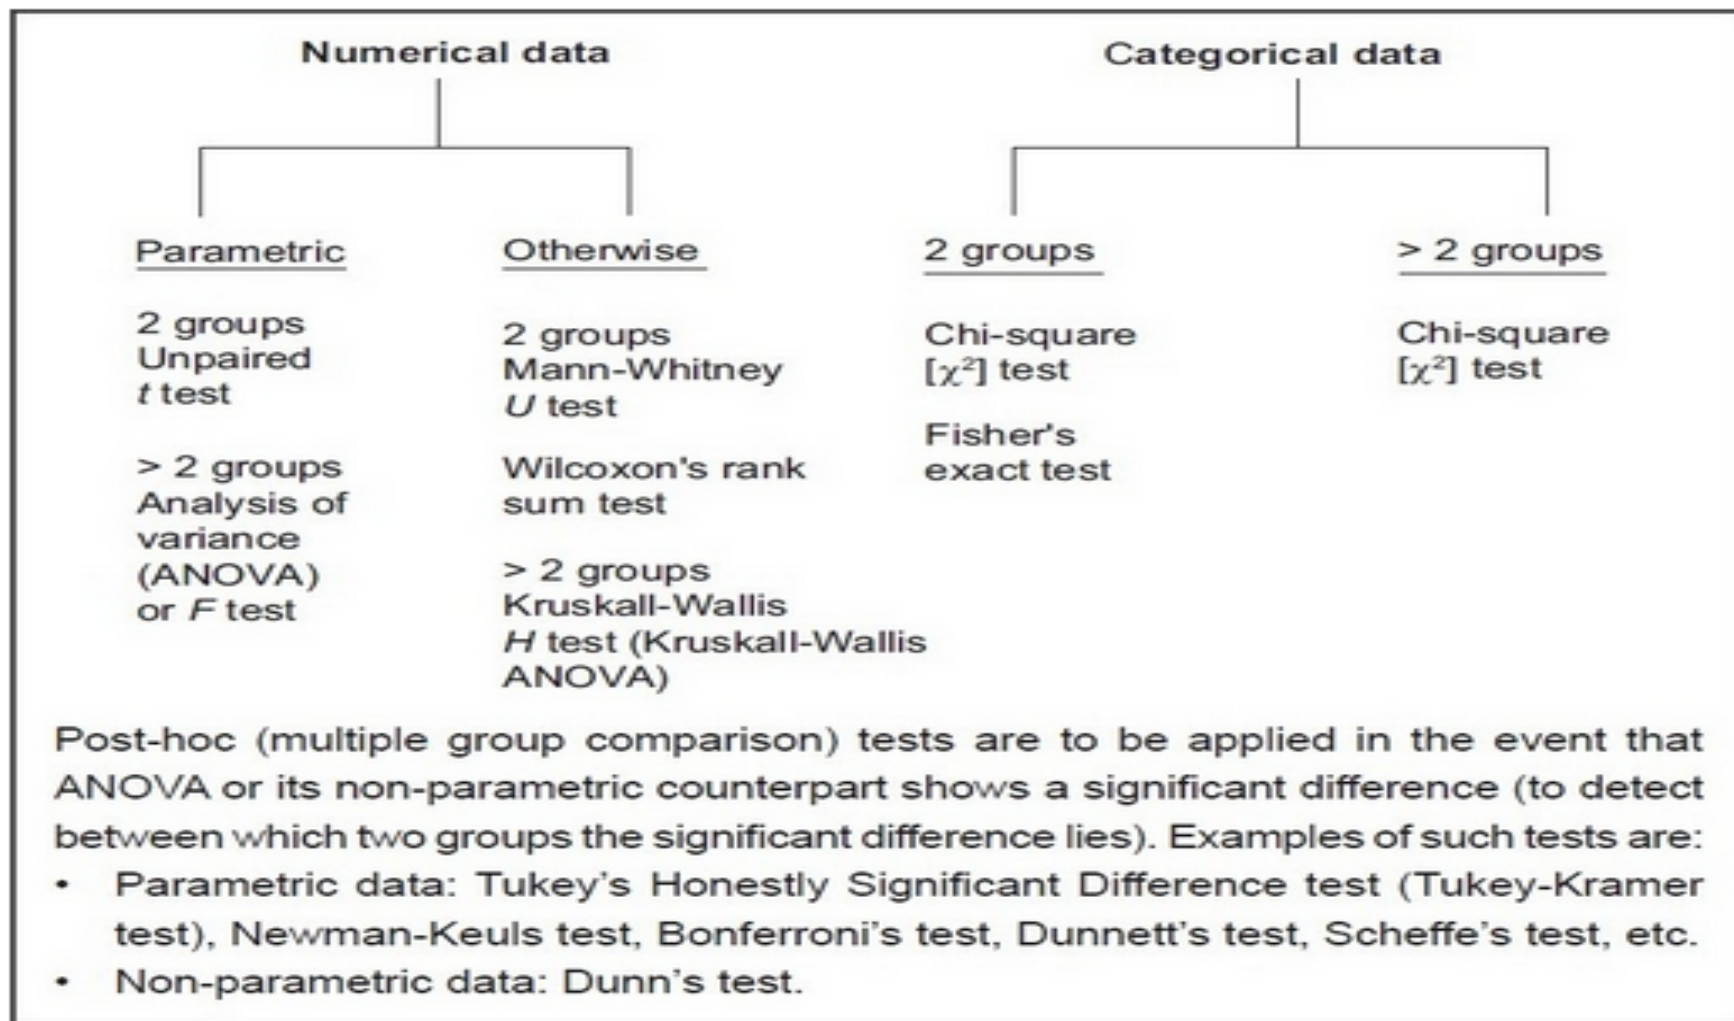 Numerical data
Categorical data
Parametric
2 groups
Unpaired
t test
> 2 groups
Analysis of
variance
(ANOVA)
or F test
Otherwise
2 groups
Mann-Whitney
U test
Wilcoxon's rank
sum test
> 2 groups
Kruskall-Wallis
H test (Kruskall-Wallis
ANOVA)
2 groups
Chi-square
[χ²] test
Fisher's
exact test
> 2 groups
Chi-square
[χ²] test
Post-hoc (multiple group comparison) tests are to be applied in the event that
ANOVA or its non-parametric counterpart shows a significant difference (to detect
between which two groups the significant difference lies). Examples of such tests are:
• Parametric data: Tukey’s Honestly Significant Difference test (Tukey-Kramer
test), Newman-Keuls test, Bonferroni’s test, Dunnett’s test, Scheffe’s test, etc.
• Non-parametric data: Dunn’s test.